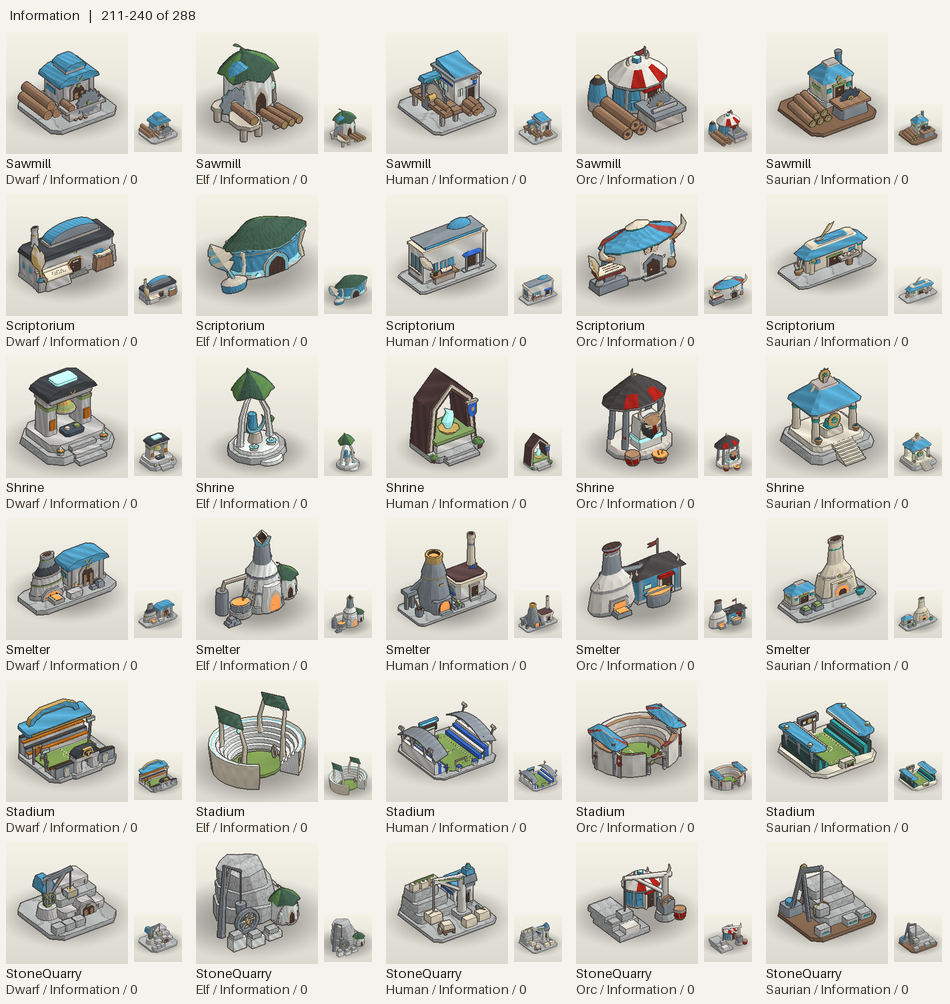 Information | 211-240 of 288
Sawmill Sawmill Sawmill Sawmill Sawmill
Dwarf / Information / 0 Elf / Information / 0 Human / Information / 0 Orc / Information / 0 Saurian / Information / 0
Scriptorium Scriptorium Scriptorium Scriptorium Scriptorium
Dwarf / Information / 0 Elf / Information / 0 Human / Information / 0 Orc / Information / 0 Saurian / Information / 0
Shrine Shrine Shrine Shrine Shrine
Dwarf / Information / 0 Elf / Information / 0 Human / Information / 0 Orc / Information / 0 Saurian / Information / 0
Smelter Smelter Smelter Smelter Smelter
Dwarf / Information / 0 Elf / Information / 0 Human / Information / 0 Orc / Information / 0 Saurian / Information / 0
Stadium Stadium Stadium Stadium Stadium
Dwarf / Information / 0 Elf / Information / 0 Human / Information / 0 Orc / Information / 0 Saurian / Information / 0
StoneQuarry StoneQuarry StoneQuarry StoneQuarry StoneQuarry
Dwarf / Information / 0 Elf / Information / 0 Human / Information / 0 Orc / Information / 0 Saurian / Information / 0